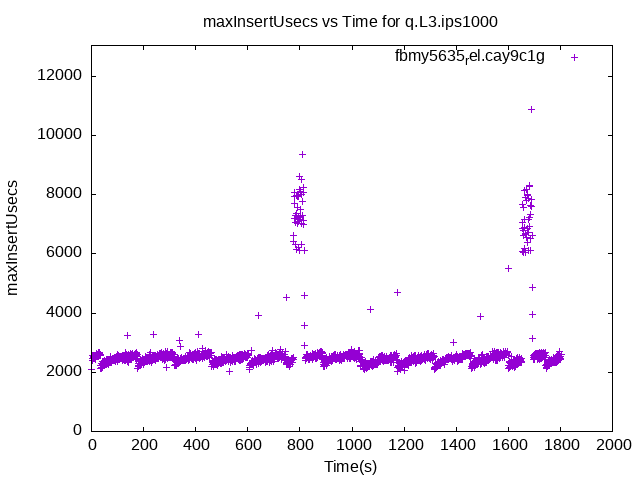 maxInsertUsecs vs Time for q.L3.ips1000
fbmy5635rel.cay9c1g
maxInsertUsecs
12000
10000
8000
6000
4000
2000
0
0 200 400 600 800 1000 1200 1400 1600 1800 2000
Time(s)